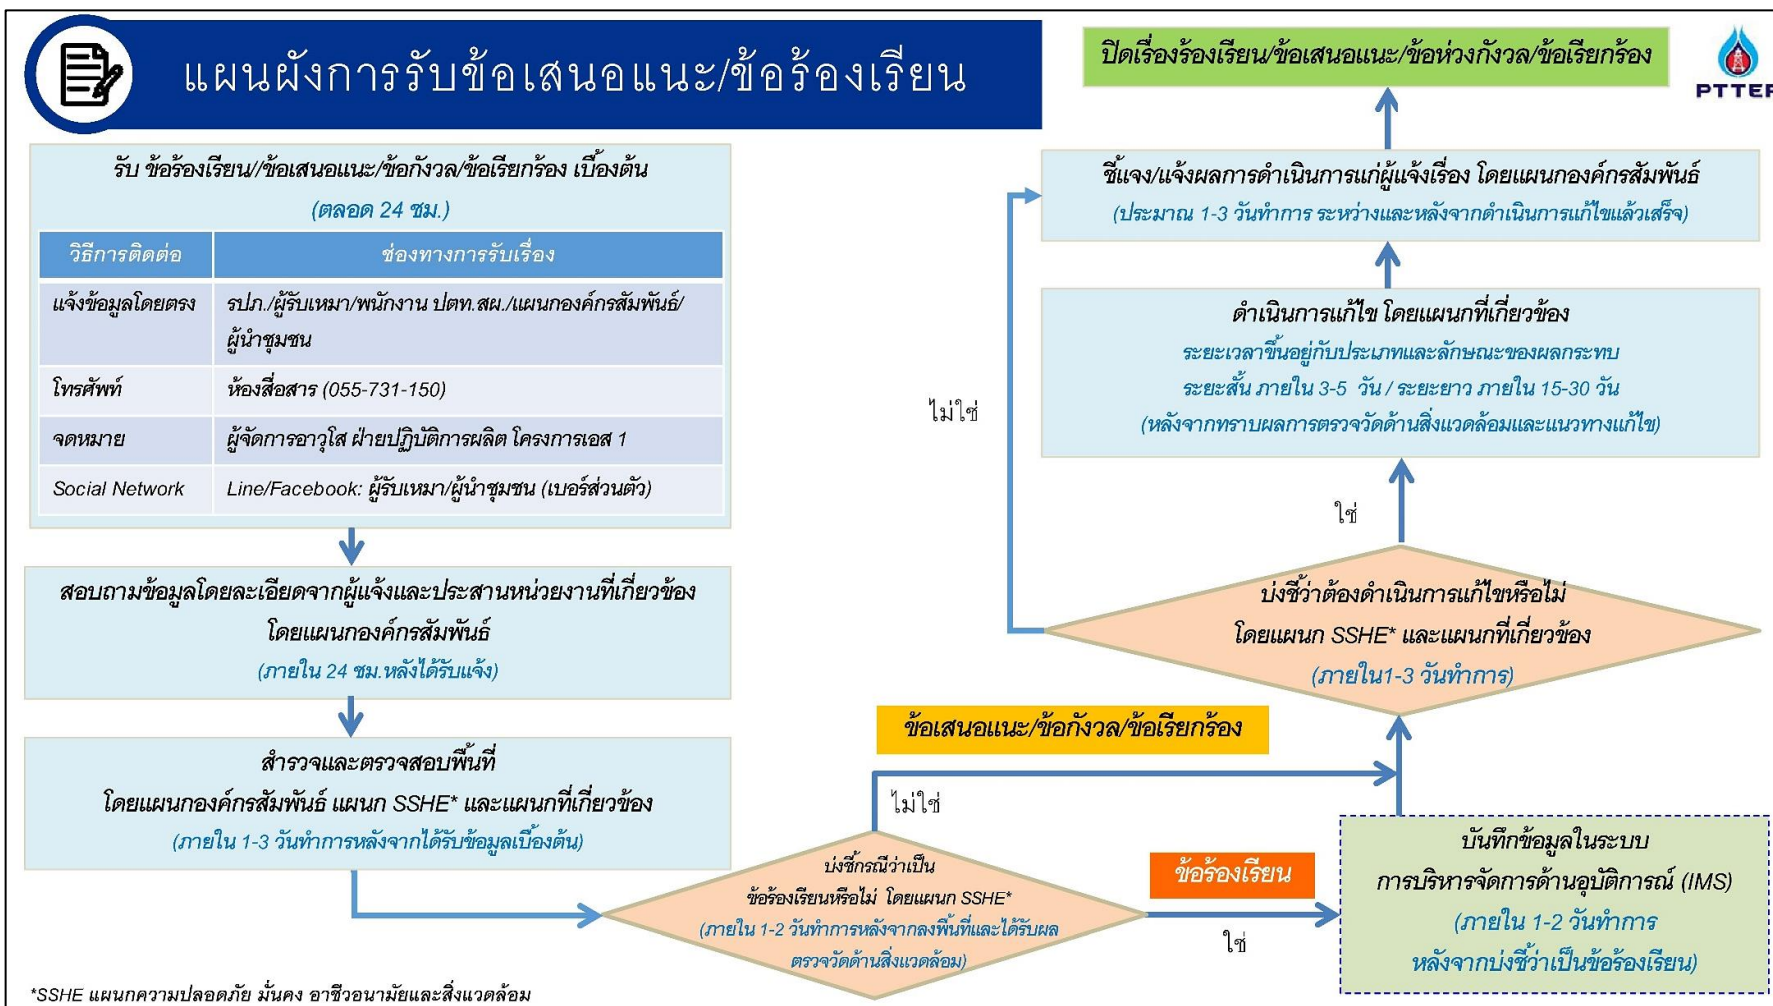 แผนผังการรับข้อเสนอแนะ/ข้อร้องเรียน
รับ ข้อร้องเรียน//ข้อเสนอแนะ/ข้อกังวล/ข้อเรียกร้อง เบื้องต้น
(ตลอด 24 ชม.)
วิธีการติดต่อ ช่องทางการรับเรื่อง
แจ้งข้อมูลโดยตรง รปภ./ผู้รับเหมา/พนักงาน ปตท.สผ./แผนกองค์กรสัมพันธ์/
ผู้นำชุมชน
โทรศัพท์ ห้องสื่อสาร (055-731-150)
จดหมาย ผู้จัดการอาวุโส ฝ่ายปฏิบัติการผลิต โครงการเอส 1
Social Network Line/Facebook: ผู้รับเหมา/ผู้นำชุมชน (เบอร์ส่วนตัว)
สอบถามข้อมูลโดยละเอียดจากผู้แจ้งและประสานหน่วยงานที่เกี่ยวข้อง
โดยแผนกองค์กรสัมพันธ์
(ภายใน 24 ชม.หลังได้รับแจ้ง)
สำรวจและตรวจสอบพื้นที่
โดยแผนกองค์กรสัมพันธ์ แผนก SSHE* และแผนกที่เกี่ยวข้อง
(ภายใน 1-3 วันทำการหลังจากได้รับข้อมูลเบื้องต้น)
บ่งชี้กรณีว่าเป็น
ข้อร้องเรียนหรือไม่ โดยแผนก SSHE*
(ภายใน 1-2 วันทำการหลังจากลงพื้นที่และได้รับผล
ตรวจวัดด้านสิ่งแวดล้อม)
ไม่ใช่
ข้อเสนอแนะ/ข้อกังวล/ข้อเรียกร้อง
ข้อร้องเรียน
ใช่
บันทึกข้อมูลในระบบ
การบริหารจัดการด้านอุบัติการณ์ (IMS)
(ภายใน 1-2 วันทำการ
หลังจากบ่งชี้ว่าเป็นข้อร้องเรียน)
บ่งชี้ว่าต้องดำเนินการแก้ไขหรือไม่
โดยแผนก SSHE* และแผนกที่เกี่ยวข้อง
(ภายใน1-3 วันทำการ)
ไม่ใช่
ใช่
ดำเนินการแก้ไข โดยแผนกที่เกี่ยวข้อง
ระยะเวลาขึ้นอยู่กับประเภทและลักษณะของผลกระทบ
ระยะสั้น ภายใน 3-5 วัน / ระยะยาว ภายใน 15-30 วัน
(หลังจากทราบผลการตรวจวัดด้านสิ่งแวดล้อมและแนวทางแก้ไข)
ชี้แจง/แจ้งผลการดำเนินการแก่ผู้แจ้งเรื่อง โดยแผนกองค์กรสัมพันธ์
(ประมาณ 1-3 วันทำการ ระหว่างและหลังจากดำเนินการแก้ไขแล้วเสร็จ)
ปิดเรื่องร้องเรียน/ข้อเสนอแนะ/ข้อห่วงกังวล/ข้อเรียกร้อง
PTTEP
*SSHE แผนกความปลอดภัย มั่นคง อาชีวอนามัยและสิ่งแวดล้อม